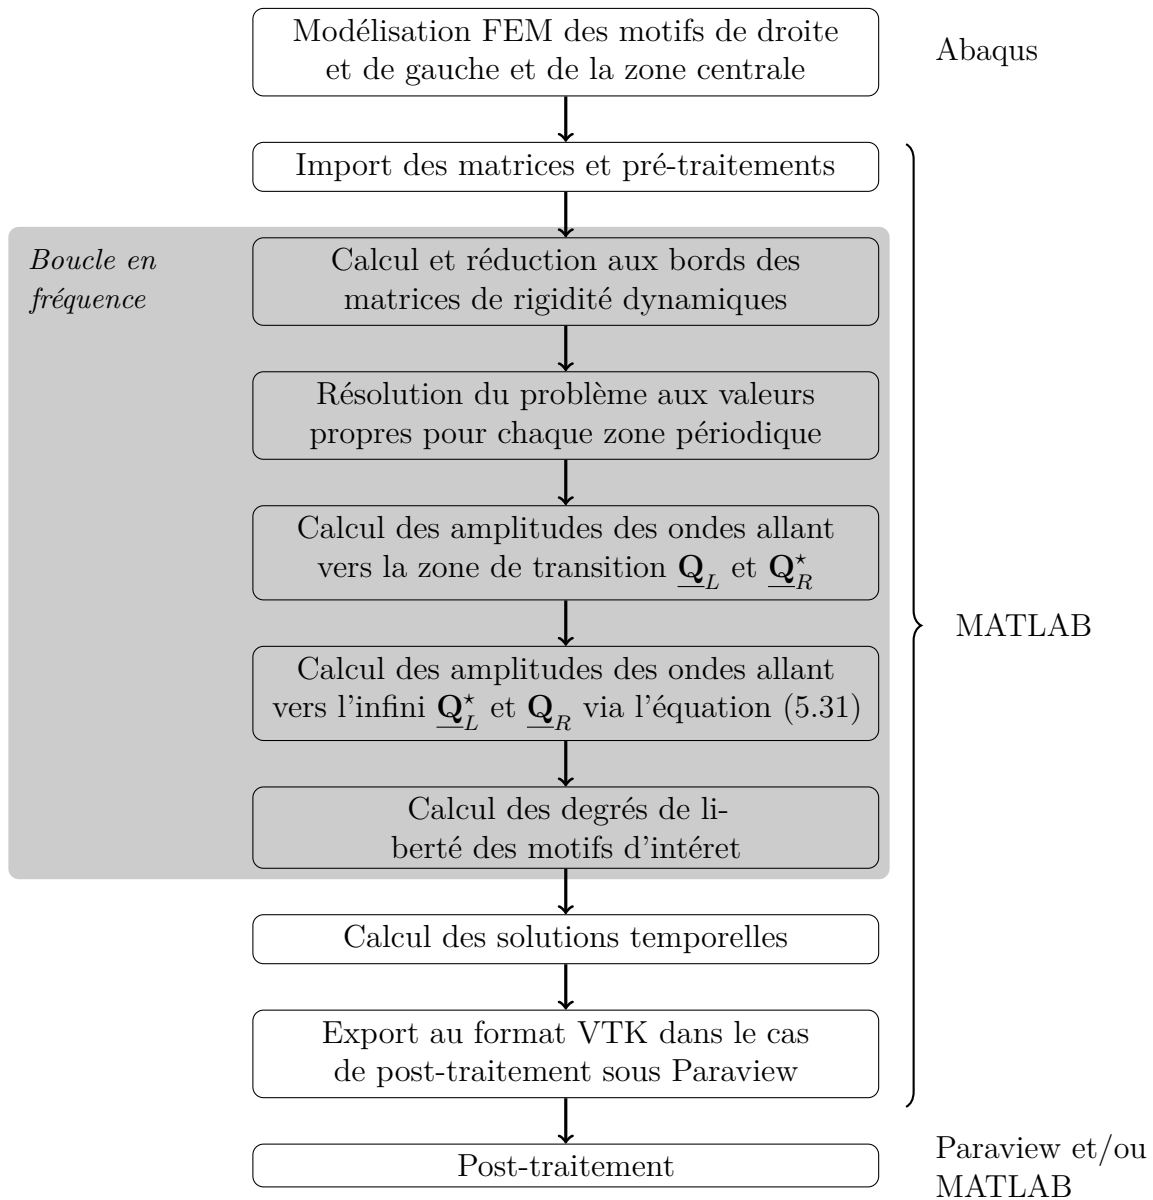 Modélisation FEM des motifs de droite
et de gauche et de la zone centrale
Abaqus
Import des matrices et pré-traitements
Boucle en
fréquence
Calcul et réduction aux bords des
matrices de rigidité dynamiques
Résolution du problème aux valeurs
propres pour chaque zone périodique
Calcul des amplitudes des ondes allant
vers la zone de transition Q_L et Q_R^⋆
Calcul des amplitudes des ondes allant
vers l'infini Q_L^⋆ et Q_R via l'équation (5.31)
MATLAB
Calcul des degrés de li-
berté des motifs d'intéret
Calcul des solutions temporelles
Export au format VTK dans le cas
de post-traitement sous Paraview
Post-traitement
Paraview et/ou
MATLAB